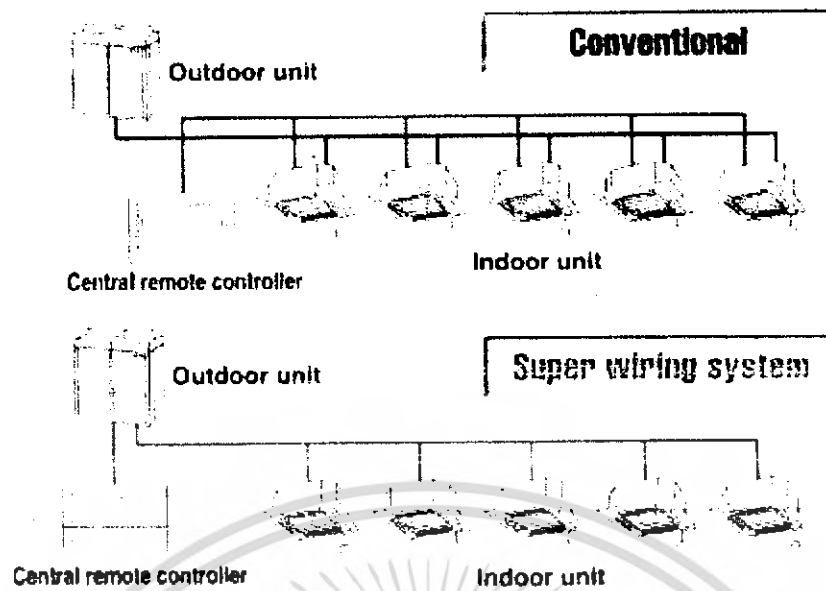 Conventional
Outdoor unit
Indoor unit
Central remote controller
Super wiring system
Outdoor unit
Central remote controller
Indoor unit